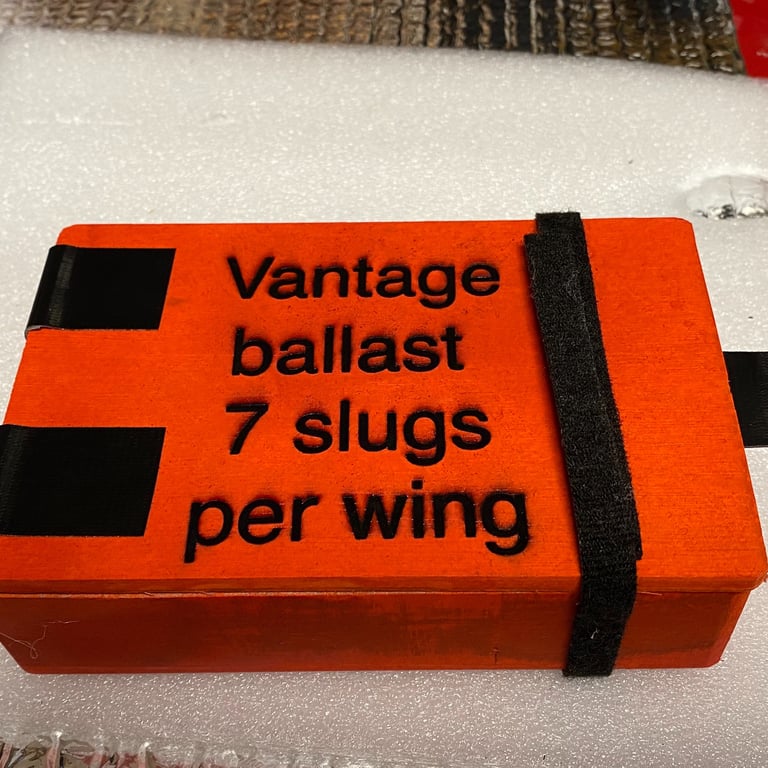 Vantage
ballast
7 slugs
per wing